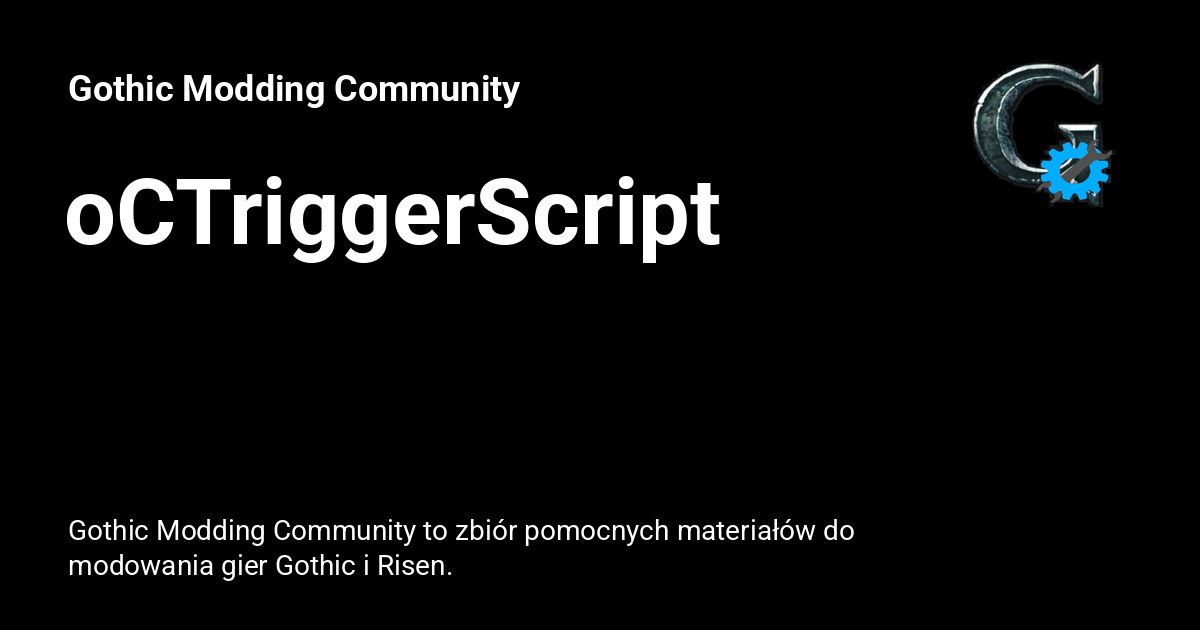 Gothic Modding Community
oCTriggerScript
Gothic Modding Community to zbiór pomocnych materiałów do
modowania gier Gothic i Risen.